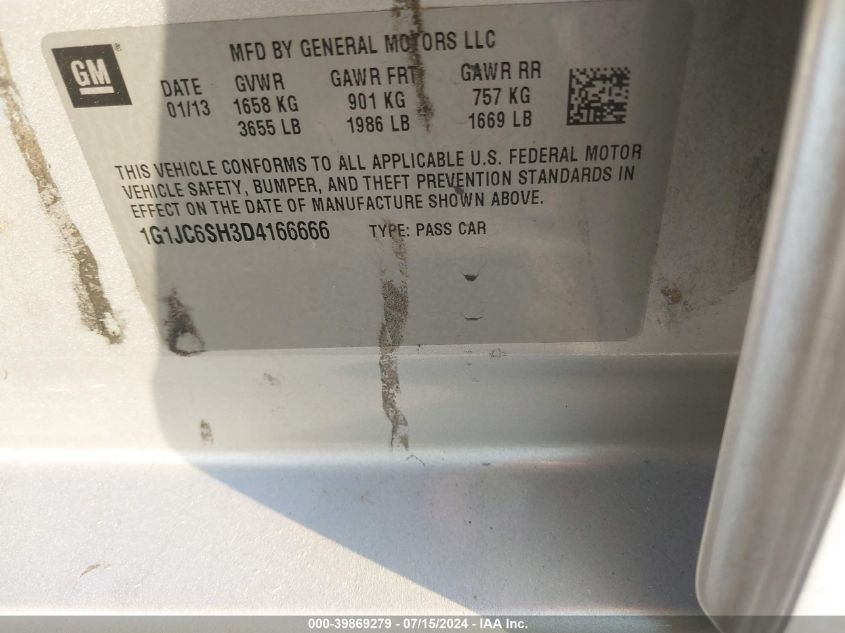 GM ®
MFD BY GENERAL MOTORS LLC
DATE GVWR GAWR FRT GAWR RR
01/13 1658 KG 901 KG 757 KG
3655 LB 1986 LB 1669 LB
THIS VEHICLE CONFORMS TO ALL APPLICABLE U.S. FEDERAL MOTOR
VEHICLE SAFETY, BUMPER, AND THEFT PREVENTION STANDARDS IN
EFFECT ON THE DATE OF MANUFACTURE SHOWN ABOVE.
1G1JC6SH3D4166666 TYPE: PASS CAR
000-39869279 - 07/15/2024 - IAA Inc.